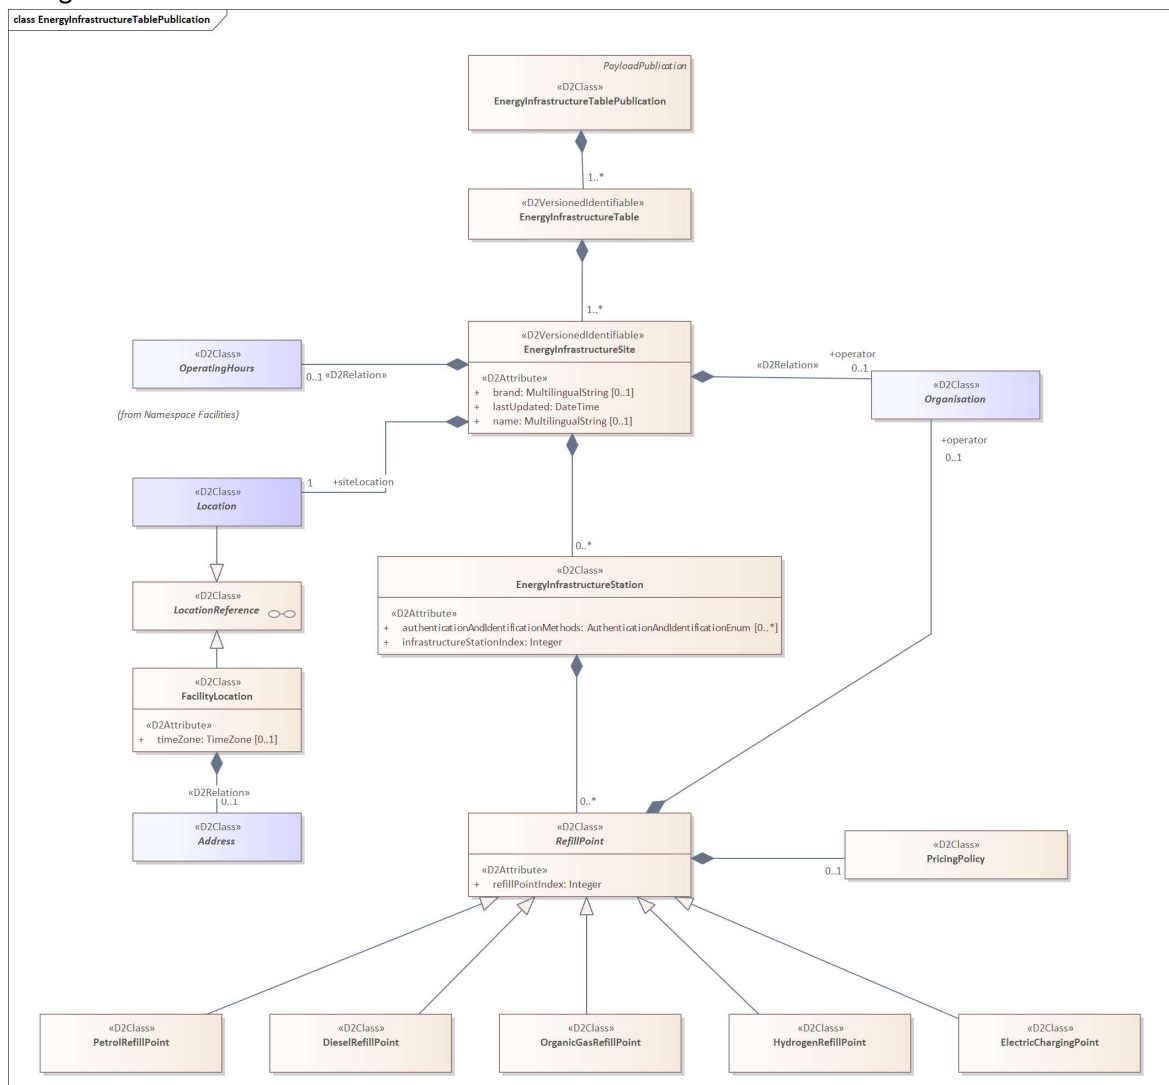 class EnergyInfrastructureTablePublication
PayloadPublication
«D2Class»
EnergyInfrastructureTablePublication
1..*
«D2VersionedIdentifiable»
EnergyInfrastructureTable
1..*
«D2VersionedIdentifiable»
EnergyInfrastructureSite
«D2Attribute»
+ brand: MultilingualString [0..1]
+ lastUpdated: DateTime
+ name: MultilingualString [0..1]
«D2Class»
OperatingHours
0..1 «D2Relation»
(from Namespace Facilities)
«D2Relation»
+operator
0..1
«D2Class»
Organisation
+operator
0..1
1 +siteLocation
«D2Class»
Location
0..*
«D2Class»
EnergyInfrastructureStation
«D2Attribute»
+ authenticationAndIdentificationMethods: AuthenticationAndIdentificationEnum [0..*]
+ infrastructureStationIndex: Integer
«D2Class»
LocationReference
«D2Class»
FacilityLocation
«D2Attribute»
+ timeZone: TimeZone [0..1]
«D2Relation»
0..1
«D2Class»
Address
0..*
«D2Class»
RefillPoint
«D2Attribute»
+ refillPointIndex: Integer
0..1
«D2Class»
PricingPolicy
«D2Class»
PetrolRefillPoint
«D2Class»
DieselRefillPoint
«D2Class»
OrganicGasRefillPoint
«D2Class»
HydrogenRefillPoint
«D2Class»
ElectricChargingPoint